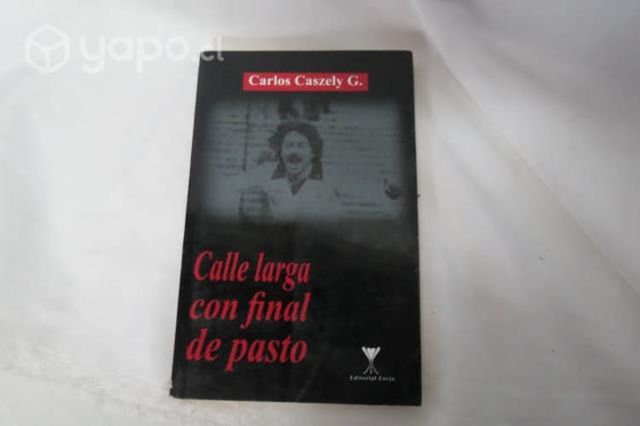 yapo.cl
Carlos Caszely G.
Calle larga
con final
de pasto
Editorial Forja